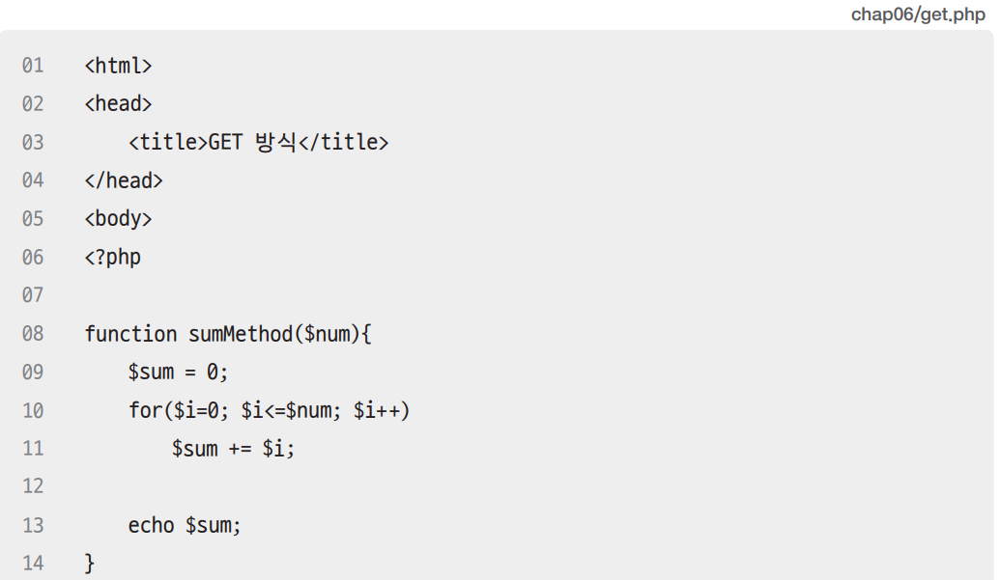 chap06/get.php
01 <html>
02 <head>
03     <title>GET 방식</title>
04 </head>
05 <body>
06 <?php
07
08 function sumMethod($num){
09     $sum = 0;
10     for($i=0; $i<=$num; $i++)
11         $sum += $i;
12
13     echo $sum;
14 }